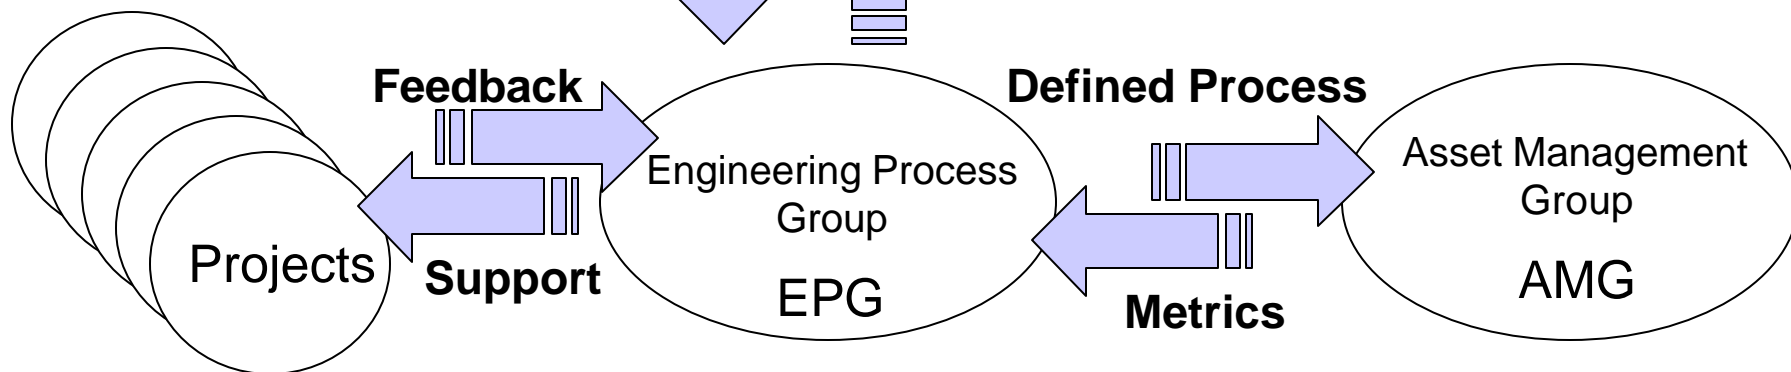 Feedback
Defined Process
Engineering Process
Group
EPG
Asset Management
Group
AMG
Projects
Support
Metrics